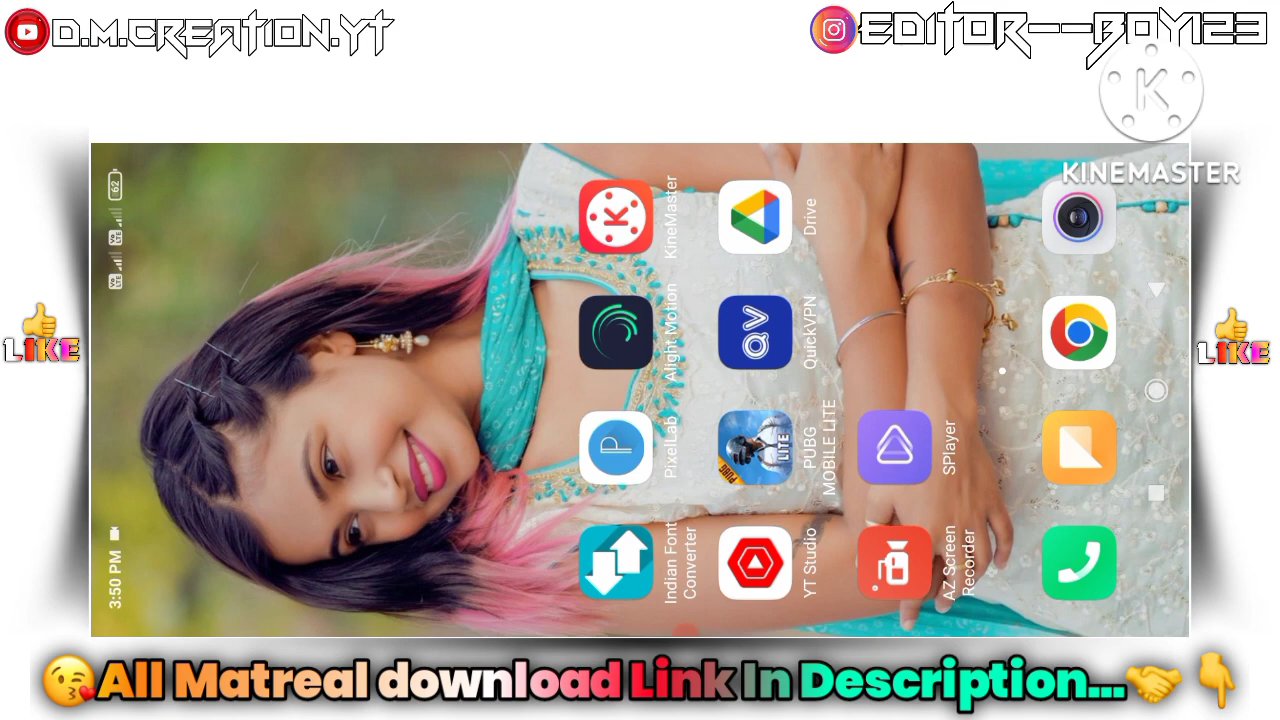 D.M.CREATION.YT
EDITOR--BOY123
KINEMASTER
3:50 PM
62
Indian Font
Converter
PixelLab
Alight Motion
KineMaster
YT Studio
PUBG
MOBILE LITE
QuickVPN
Drive
AZ Screen
Recorder
SPlayer
LIKE
LIKE
All Matreal download Link In Description...